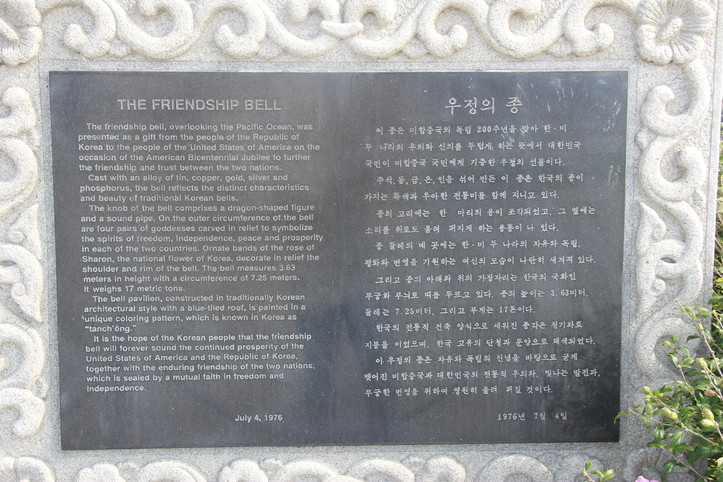 THE FRIENDSHIP BELL
The friendship bell, overlooking the Pacific Ocean, was
presented as a gift from the people of the Republic of
Korea to the people of the United States of America on the
occasion of the American Bicentennial Jubilee to further
the friendship and trust between the two nations.
Cast with an alloy of tin, copper, gold, silver and
phosphorus, the bell reflects the distinct characteristics
and beauty of traditional Korean bells.
The knob of the bell comprises a dragon-shaped figure
and a sound pipe. On the outer circumference of the bell
are four pairs of goddesses carved in relief to symbolize
the spirits of freedom, independence, peace and prosperity
in each of the two countries. Ornate bands of the rose of
Sharon, the national flower of Korea, decorate in relief the
shoulder and rim of the bell. The bell measures 3.63
meters in height with a circumference of 7.25 meters.
It weighs 17 metric tons.
The bell pavilion, constructed in traditionally Korean
architectural style with a blue-tiled roof, is painted in a
unique coloring pattern, which is known in Korea as
"tanch'ŏng."
It is the hope of the Korean people that the friendship
bell will forever sound the continued prosperity of the
United States of America and the Republic of Korea,
together with the enduring friendship of the two nations,
which is sealed by a mutual faith in freedom and
independence.
July 4, 1976
우정의 종
이 종은 미합중국의 독립 200주년을 맞아 한·미
두 나라의 우의와 신의를 두텁게 하는 뜻에서 대한민국
국민이 미합중국 국민에게 기증한 우정의 선물이다.
주석, 동, 금, 은, 인을 섞어 만든 이 종은 한국의 종이
가지는 특색과 우아한 전통미를 함께 지니고 있다.
종의 고리에는 한 마리의 용이 조각되었고, 그 옆에는
소리를 위로도 울려 퍼지게 하는 용통이 나 있다.
종 둘레의 네 곳에는 한·미 두 나라의 자유와 독립,
평화와 번영을 기원하는 여신의 모습이 나란히 새겨져 있다.
그리고 종의 아래와 위의 가장자리는 한국의 국화인
무궁화 무늬로 띠를 두르고 있다. 종의 높이는 3.63미터,
둘레는 7.25미터, 그리고 무게는 17톤이다.
한국의 전통적 건축 양식으로 세워진 종각은 청기와로
지붕을 이었으며, 한국 고유의 단청과 문양으로 채색되었다.
이 우정의 종은 자유와 독립의 신념을 바탕으로 굳게
맺어진 미합중국과 대한민국의 전통적 우의와, 빛나는 발전과,
무궁한 번영을 위하여 영원히 울려 퍼질 것이다.
1976년 7월 4일